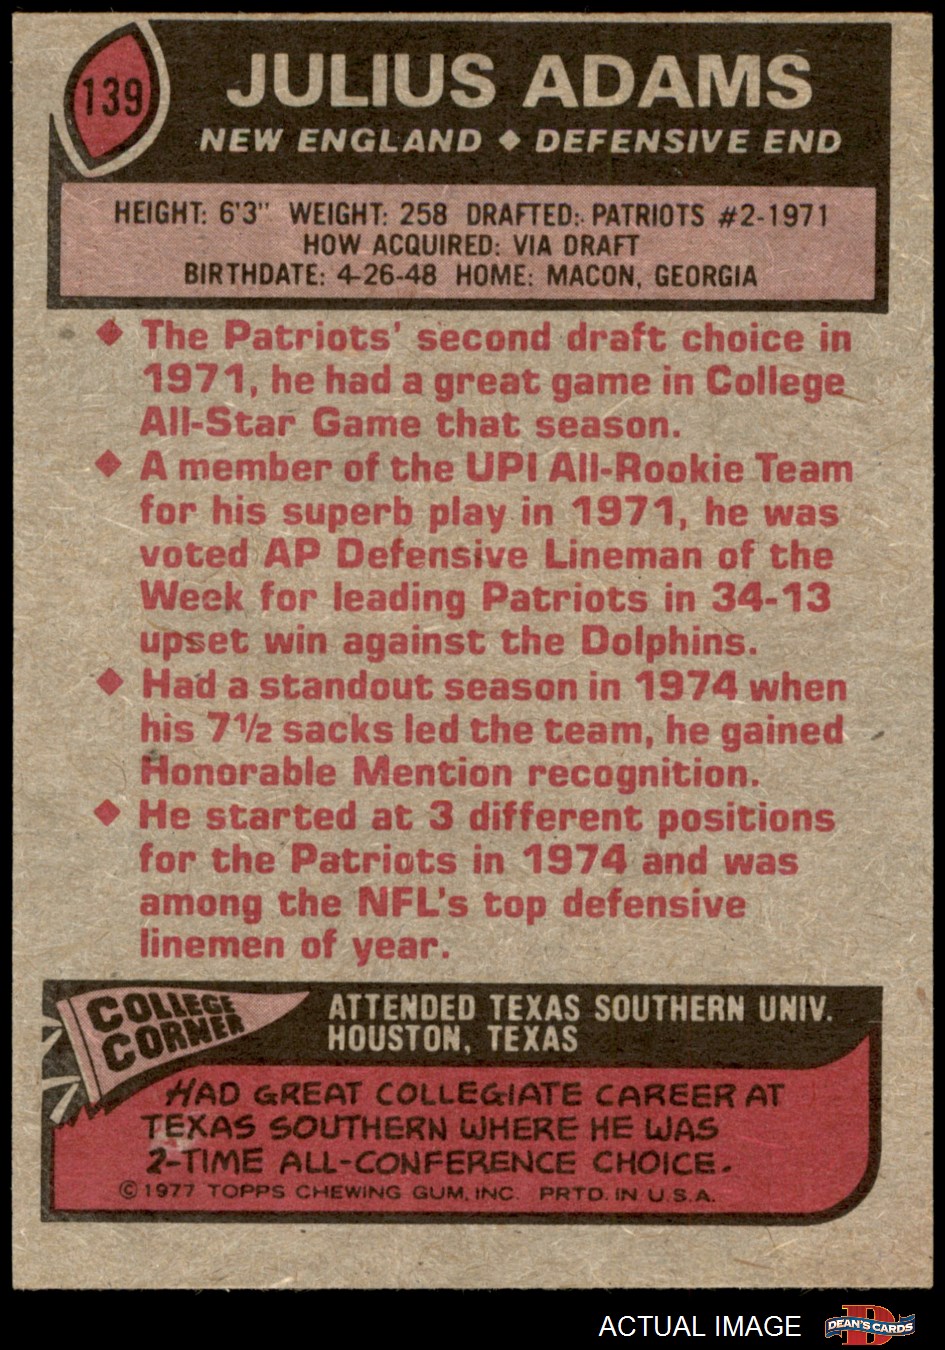 139
JULIUS ADAMS
NEW ENGLAND ◆ DEFENSIVE END
HEIGHT: 6'3" WEIGHT: 258 DRAFTED: PATRIOTS #2-1971
HOW ACQUIRED: VIA DRAFT
BIRTHDATE: 4-26-48 HOME: MACON, GEORGIA
◆ The Patriots' second draft choice in
1971, he had a great game in College
All-Star Game that season.
◆ A member of the UPI All-Rookie Team
for his superb play in 1971, he was
voted AP Defensive Lineman of the
Week for leading Patriots in 34-13
upset win against the Dolphins.
◆ Had a standout season in 1974 when
his 7½ sacks led the team, he gained
Honorable Mention recognition.
◆ He started at 3 different positions
for the Patriots in 1974 and was
among the NFL's top defensive
linemen of year.
COLLEGE
CORNER
ATTENDED TEXAS SOUTHERN UNIV.
HOUSTON, TEXAS
HAD GREAT COLLEGIATE CAREER AT
TEXAS SOUTHERN WHERE HE WAS
2-TIME ALL-CONFERENCE CHOICE.
© 1977 TOPPS CHEWING GUM, INC. PRTD. IN U.S.A.
ACTUAL IMAGE
DEAN'S CARDS